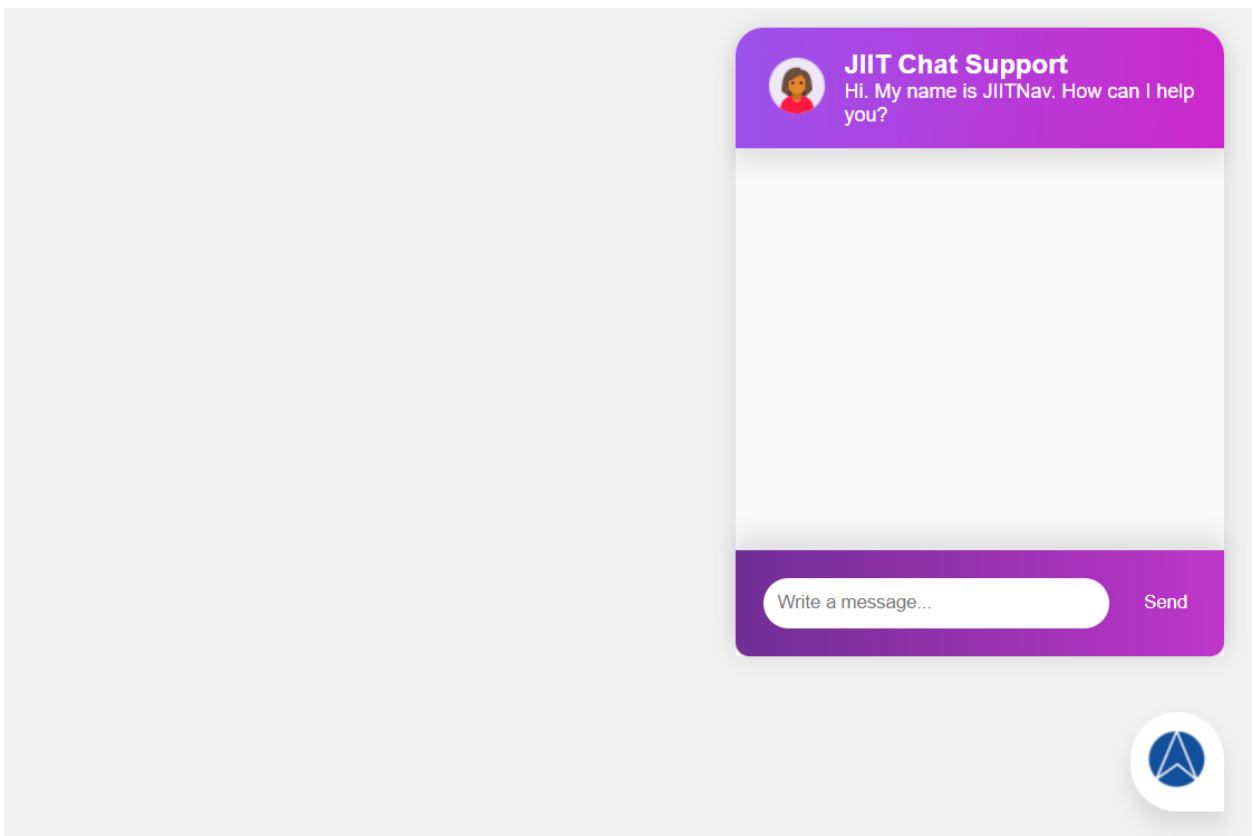 JIIT Chat Support
Hi. My name is JIITNav. How can I help
you?
Write a message...
Send